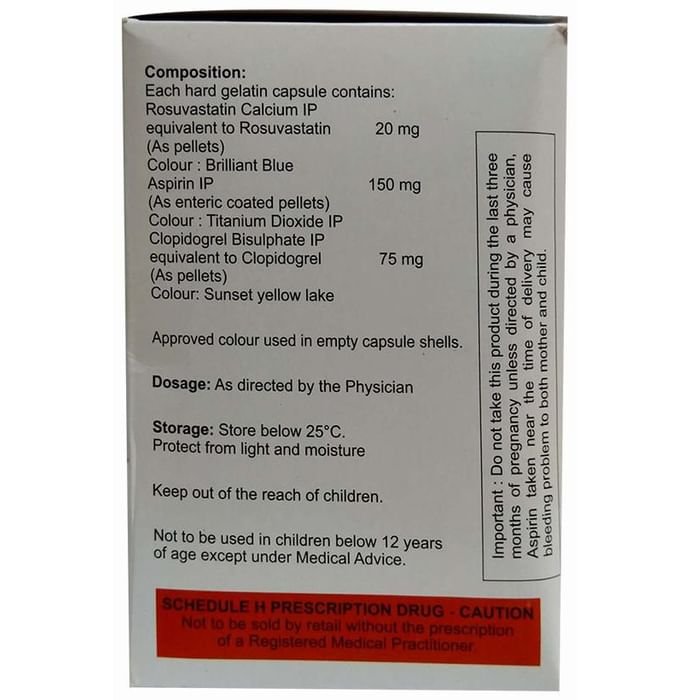 Composition:
Each hard gelatin capsule contains:
Rosuvastatin Calcium IP
equivalent to Rosuvastatin 20 mg
(As pellets)
Colour : Brilliant Blue
Aspirin IP 150 mg
(As enteric coated pellets)
Colour : Titanium Dioxide IP
Clopidogrel Bisulphate IP
equivalent to Clopidogrel 75 mg
(As pellets)
Colour: Sunset yellow lake
Approved colour used in empty capsule shells.
Dosage: As directed by the Physician
Storage: Store below 25°C.
Protect from light and moisture
Keep out of the reach of children.
Not to be used in children below 12 years
of age except under Medical Advice.
SCHEDULE H PRESCRIPTION DRUG - CAUTION
Not to be sold by retail without the prescription
of a Registered Medical Practitioner.
Important : Do not take this product during the last three
months of pregnancy unless directed by a physician,
Aspirin taken near the time of delivery may cause
bleeding problem to both mother and child.